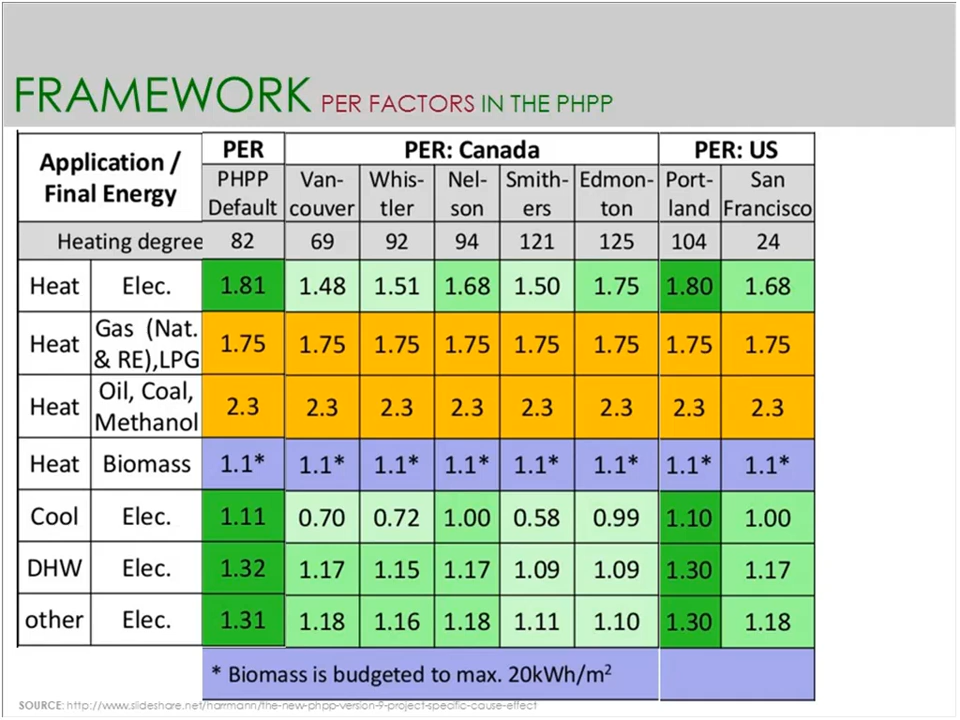 FRAMEWORK PER FACTORS IN THE PHPP
Application / Final Energy PER PER: Canada PER: US
PHPP Default Van-couver Whis-tler Nel-son Smith-ers Edmon-ton Port-land San Francisco
Heating degree 82 69 92 94 121 125 104 24
Heat Elec. 1.81 1.48 1.51 1.68 1.50 1.75 1.80 1.68
Heat Gas (Nat. & RE),LPG 1.75 1.75 1.75 1.75 1.75 1.75 1.75 1.75
Heat Oil, Coal, Methanol 2.3 2.3 2.3 2.3 2.3 2.3 2.3 2.3
Heat Biomass 1.1* 1.1* 1.1* 1.1* 1.1* 1.1* 1.1* 1.1*
Cool Elec. 1.11 0.70 0.72 1.00 0.58 0.99 1.10 1.00
DHW Elec. 1.32 1.17 1.15 1.17 1.09 1.09 1.30 1.17
other Elec. 1.31 1.18 1.16 1.18 1.11 1.10 1.30 1.18
* Biomass is budgeted to max. 20kWh/m²
SOURCE: http://www.slideshare.net/harrmann/the-new-phpp-version-9-project-specific-cause-effect